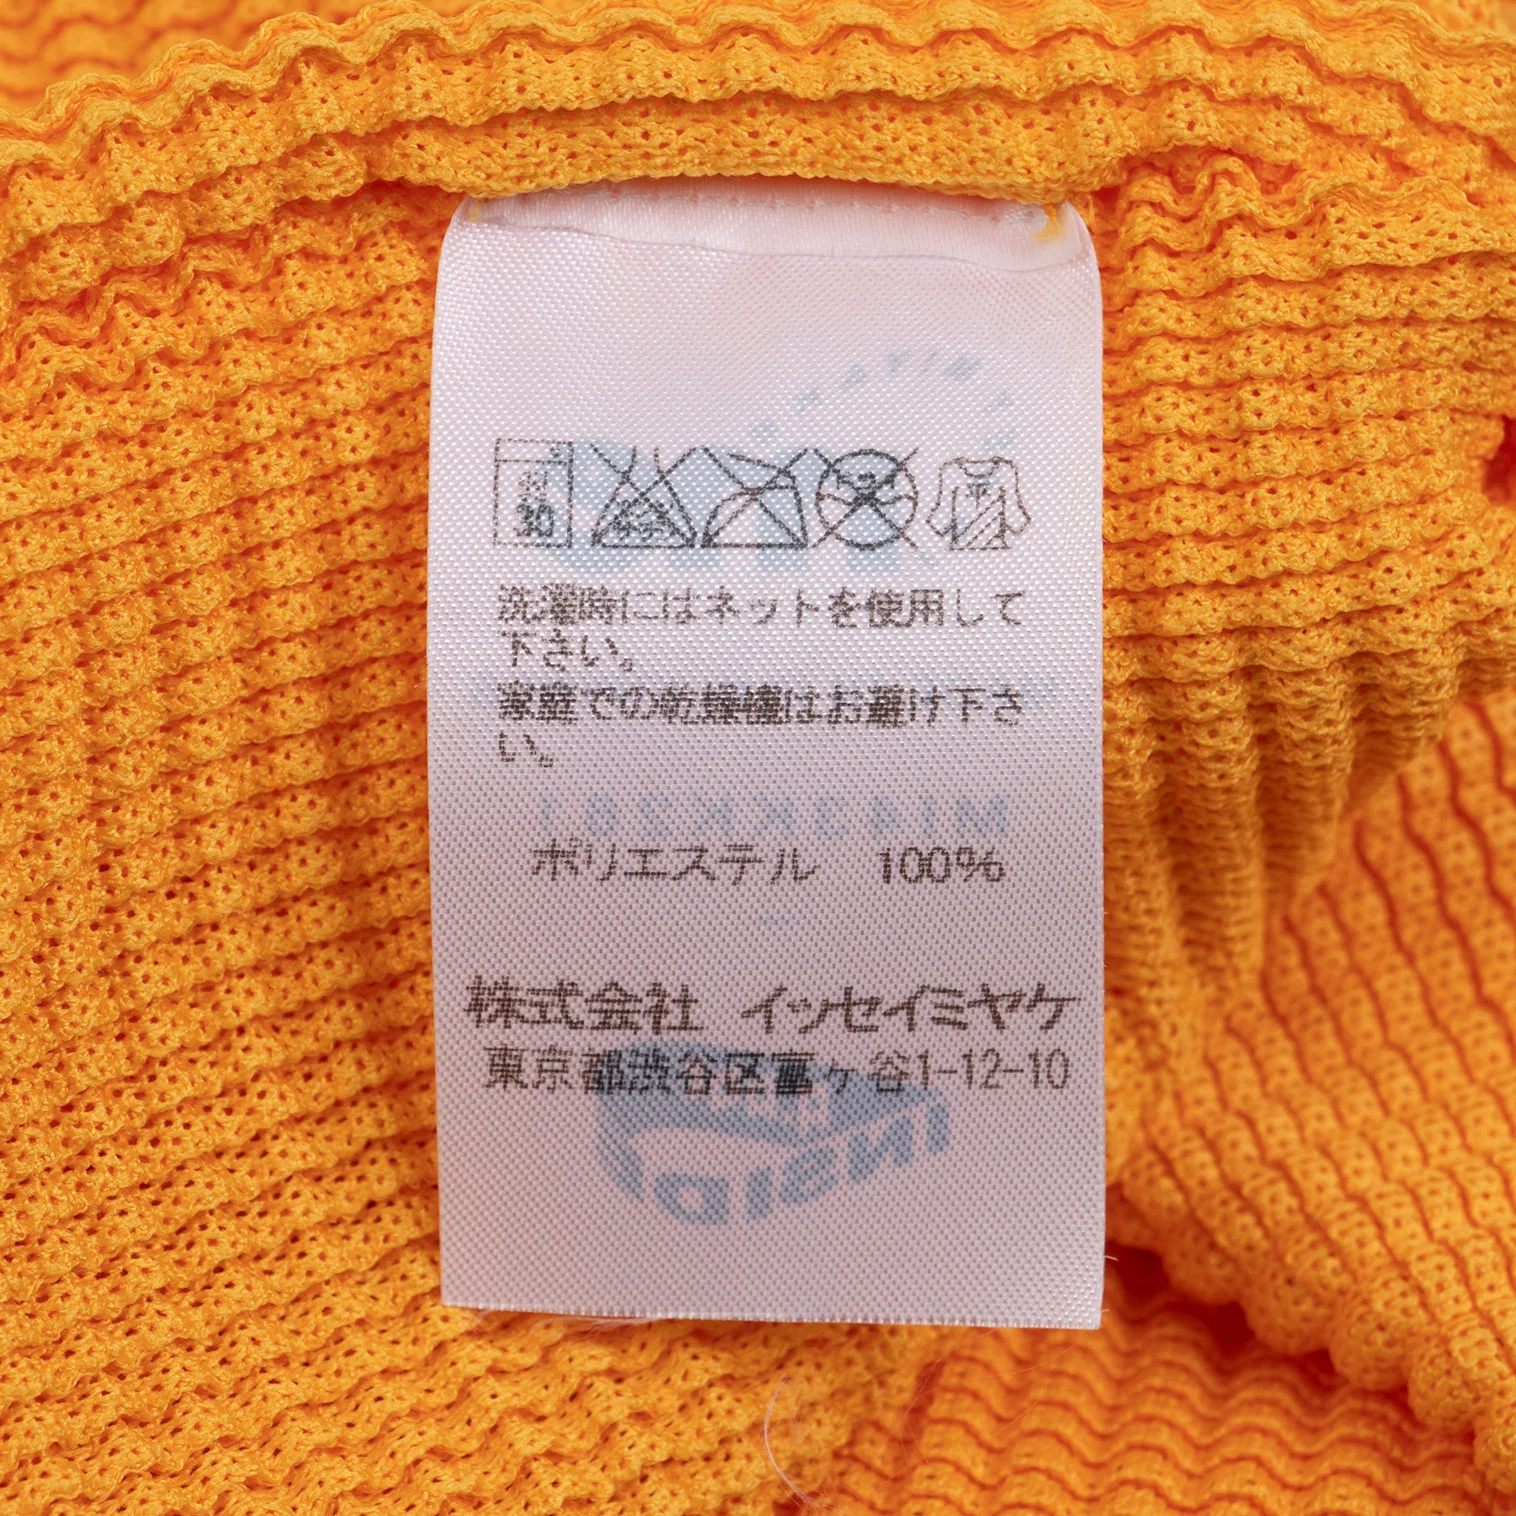 30
洗濯時にはネットを使用して
下さい。
家庭での乾燥機はお避け下さ
い。
ポリエステル 100%
株式会社 イッセイミヤケ
東京都渋谷区富ヶ谷1-12-10
INSID